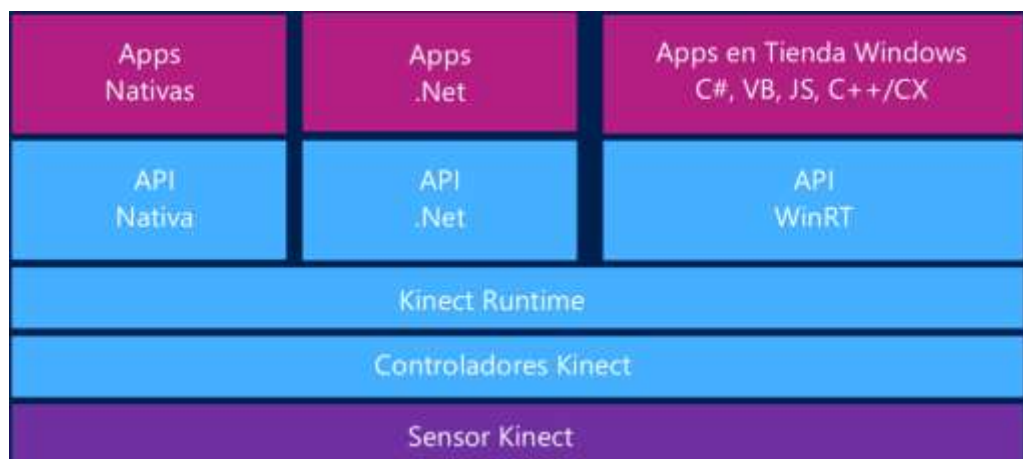 Apps
Nativas
Apps
.Net
Apps en Tienda Windows
C#, VB, JS, C++/CX
API
Nativa
API
.Net
API
WinRT
Kinect Runtime
Controladores Kinect
Sensor Kinect